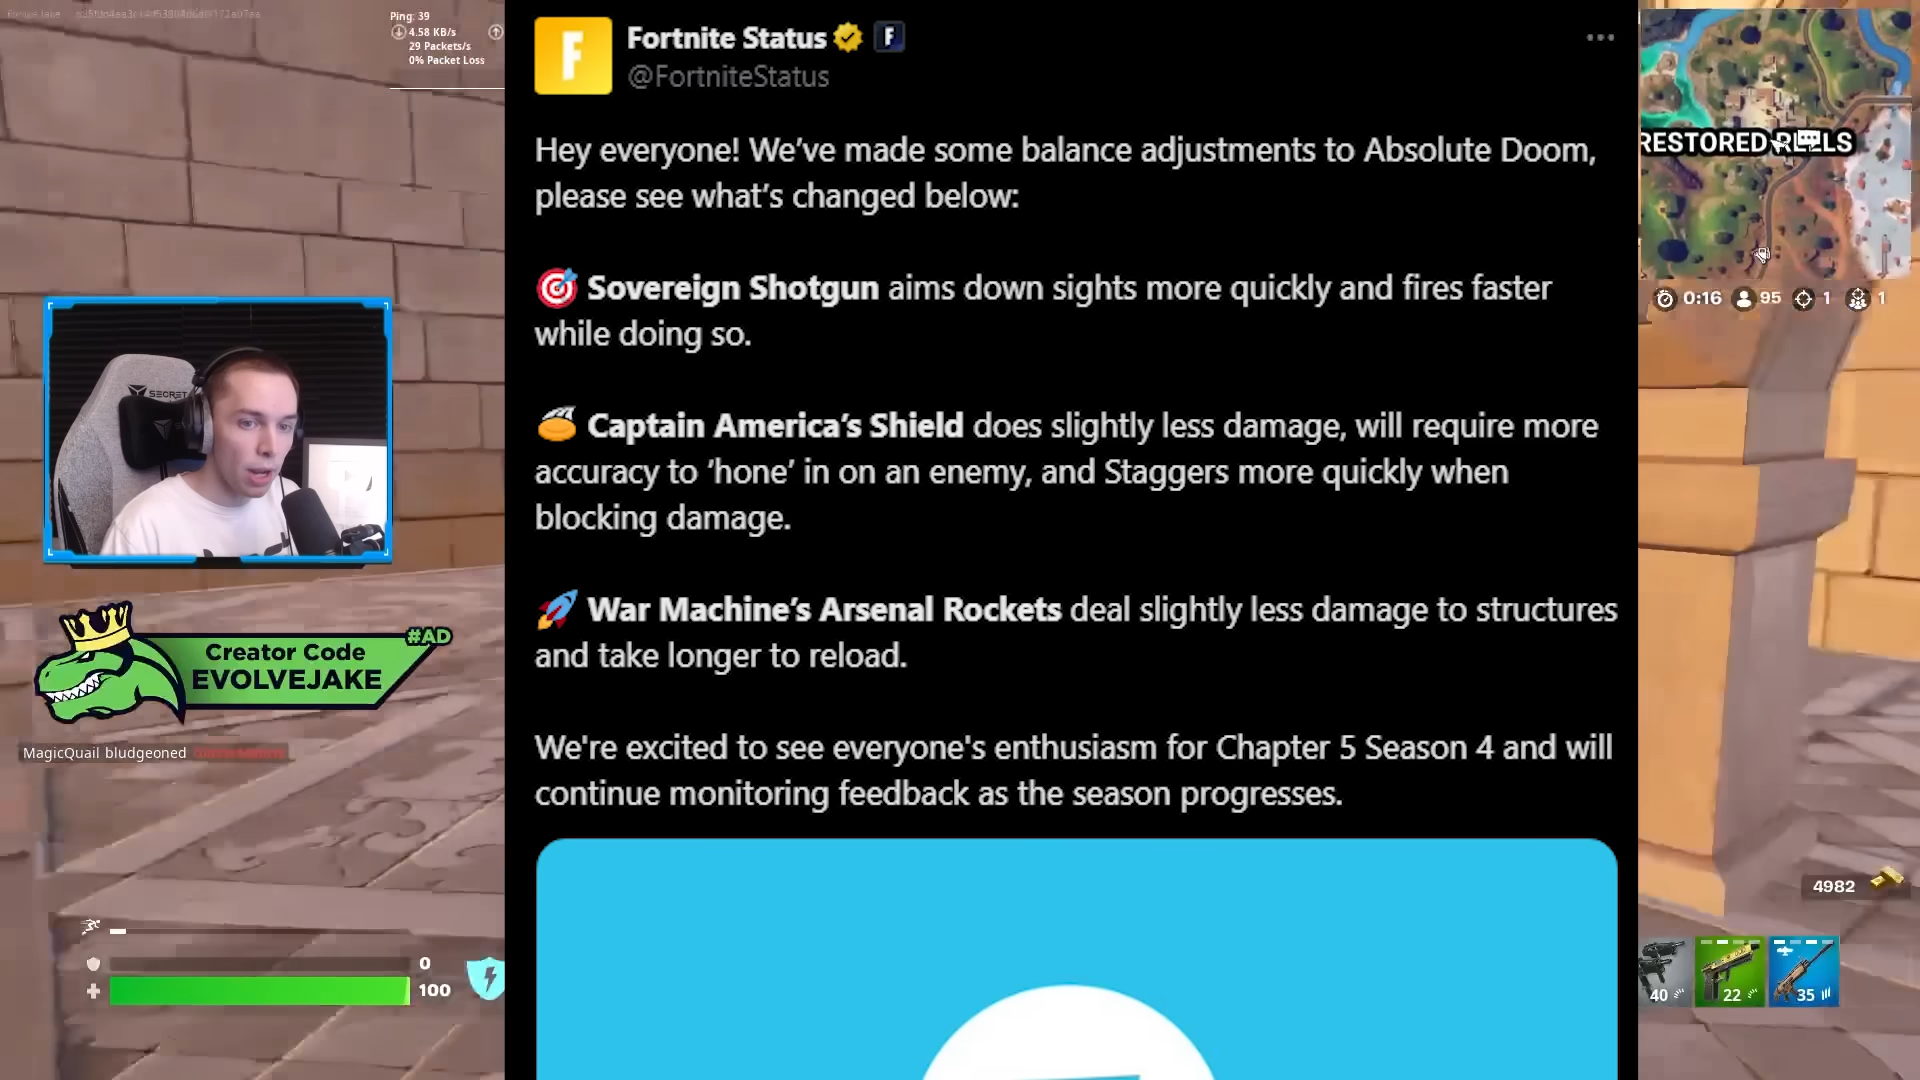 Ping: 39
4.58 KB/s
29 Packets/s
0% Packet Loss
Fortnite Status
@FortniteStatus
Hey everyone! We’ve made some balance adjustments to Absolute Doom,
please see what’s changed below:
Sovereign Shotgun aims down sights more quickly and fires faster
while doing so.
Captain America’s Shield does slightly less damage, will require more
accuracy to ‘hone’ in on an enemy, and Staggers more quickly when
blocking damage.
War Machine’s Arsenal Rockets deal slightly less damage to structures
and take longer to reload.
We're excited to see everyone's enthusiasm for Chapter 5 Season 4 and will
continue monitoring feedback as the season progresses.
RESTORED
0:16 95 1 1
SECRET
#AD
Creator Code
EVOLVEJAKE
MagicQuail bludgeoned
0
100
4982
40 22 35